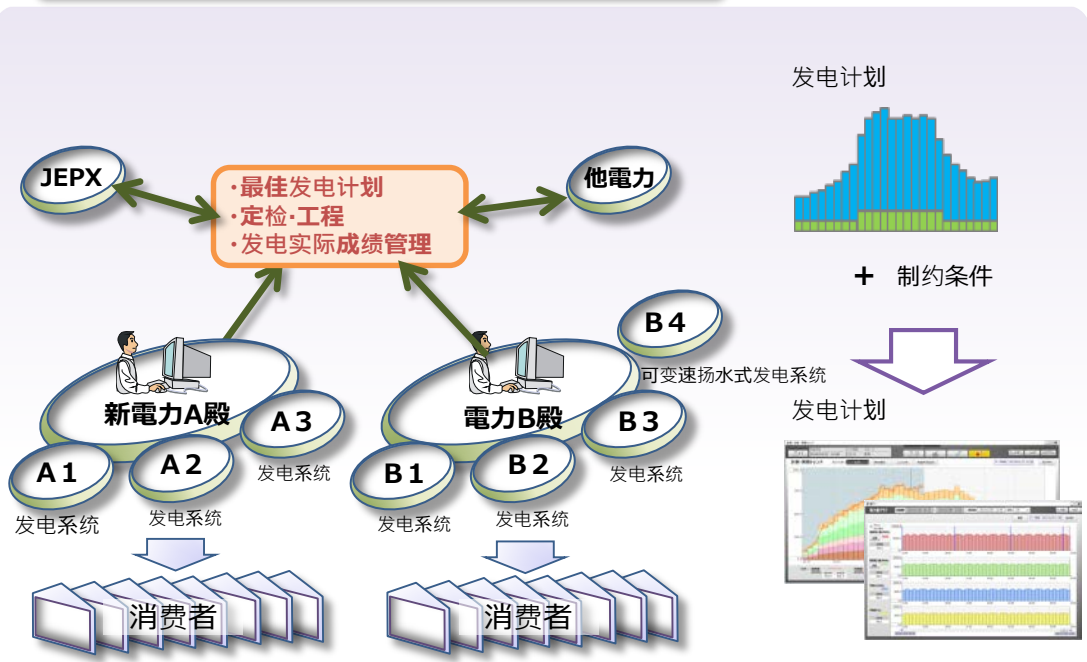 发电计划
JEPX
·最佳发电计划
·定检·工程
·发电实际成绩管理
他電力
+ 制约条件
B4
可变速扬水式发电系统
新電力A殿
A3
发电系统
A1
发电系统
A2
发电系统
電力B殿
B3
发电系统
B1
发电系统
B2
发电系统
发电计划
消费者
消费者